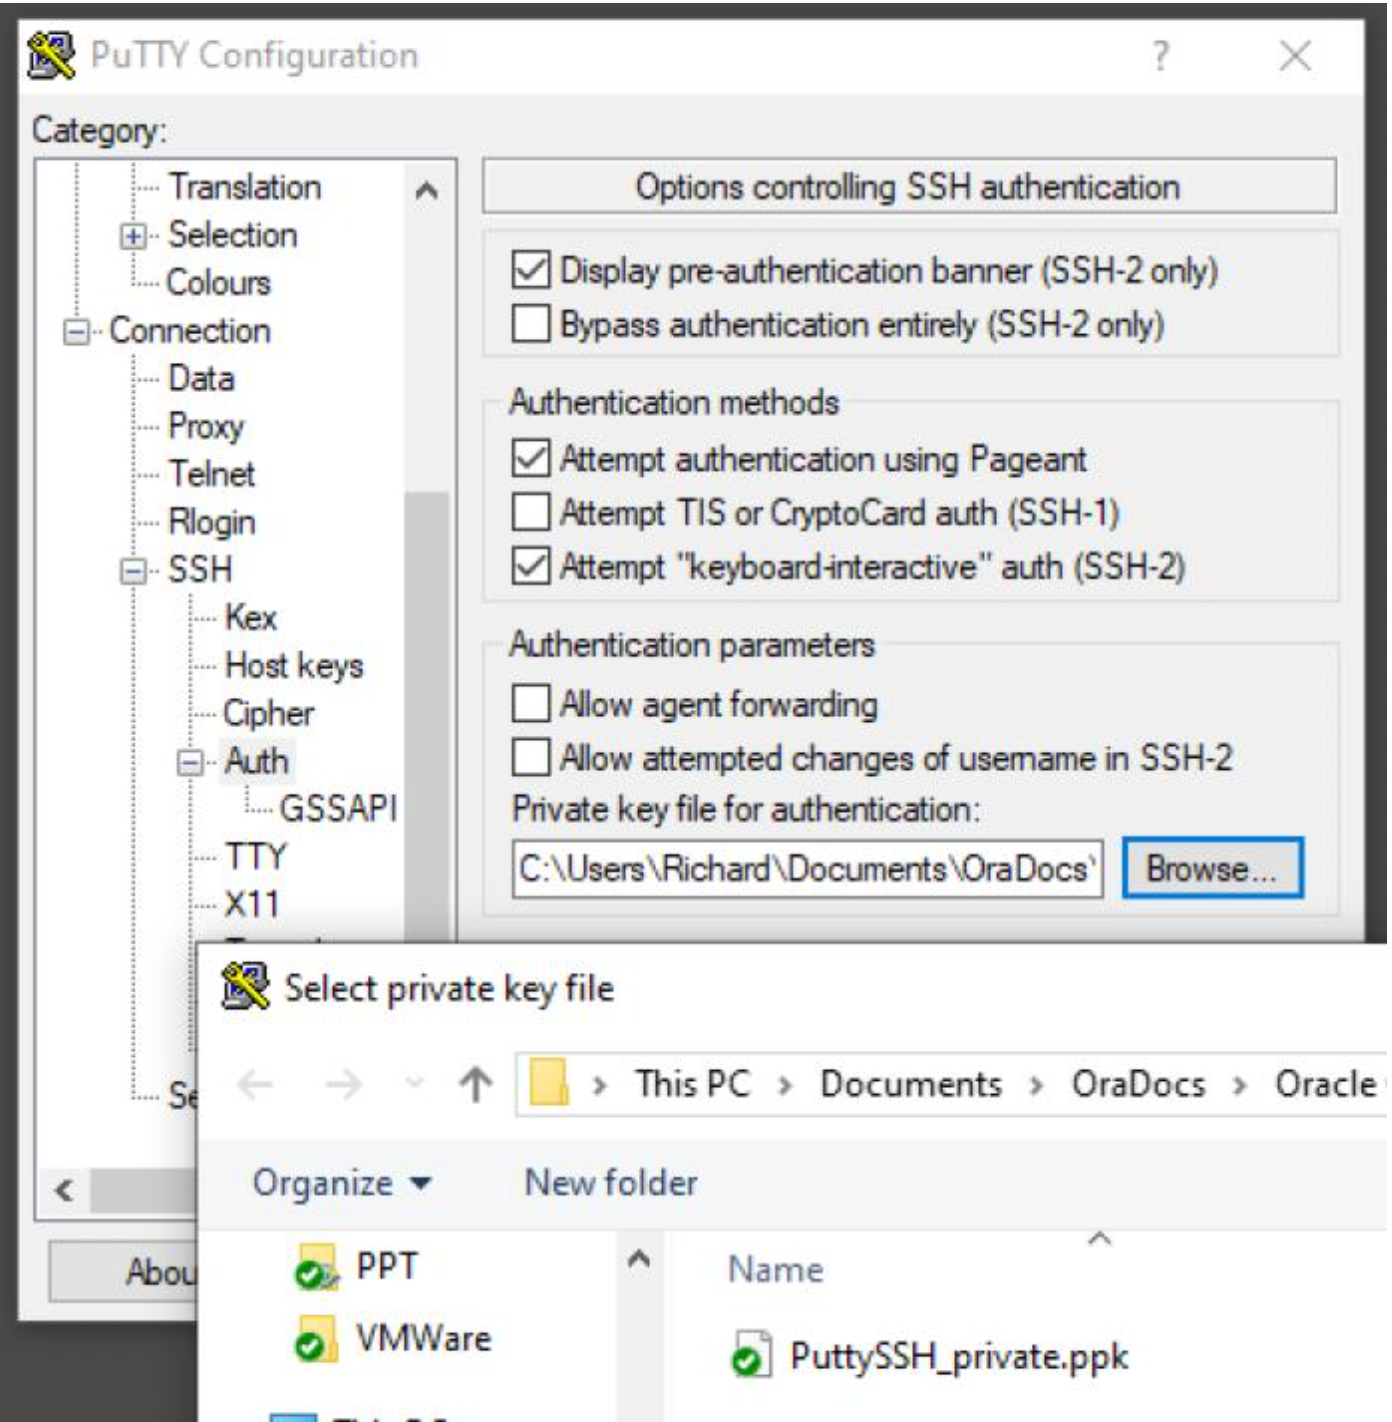 PuTTY Configuration
?
Category:
Translation
Selection
Colours
Connection
Data
Proxy
Telnet
Rlogin
SSH
Kex
Host keys
Cipher
Auth
GSSAPI
TTY
X11
Options controlling SSH authentication
Display pre-authentication banner (SSH-2 only)
Bypass authentication entirely (SSH-2 only)
Authentication methods
Attempt authentication using Pageant
Attempt TIS or CryptoCard auth (SSH-1)
Attempt "keyboard-interactive" auth (SSH-2)
Authentication parameters
Allow agent forwarding
Allow attempted changes of username in SSH-2
Private key file for authentication:
C:\Users\Richard\Documents\OraDocs\
Browse...
Se
Abou
Select private key file
This PC > Documents > OraDocs > Oracle
Organize
New folder
PPT
VMWare
Name
PuttySSH_private.ppk